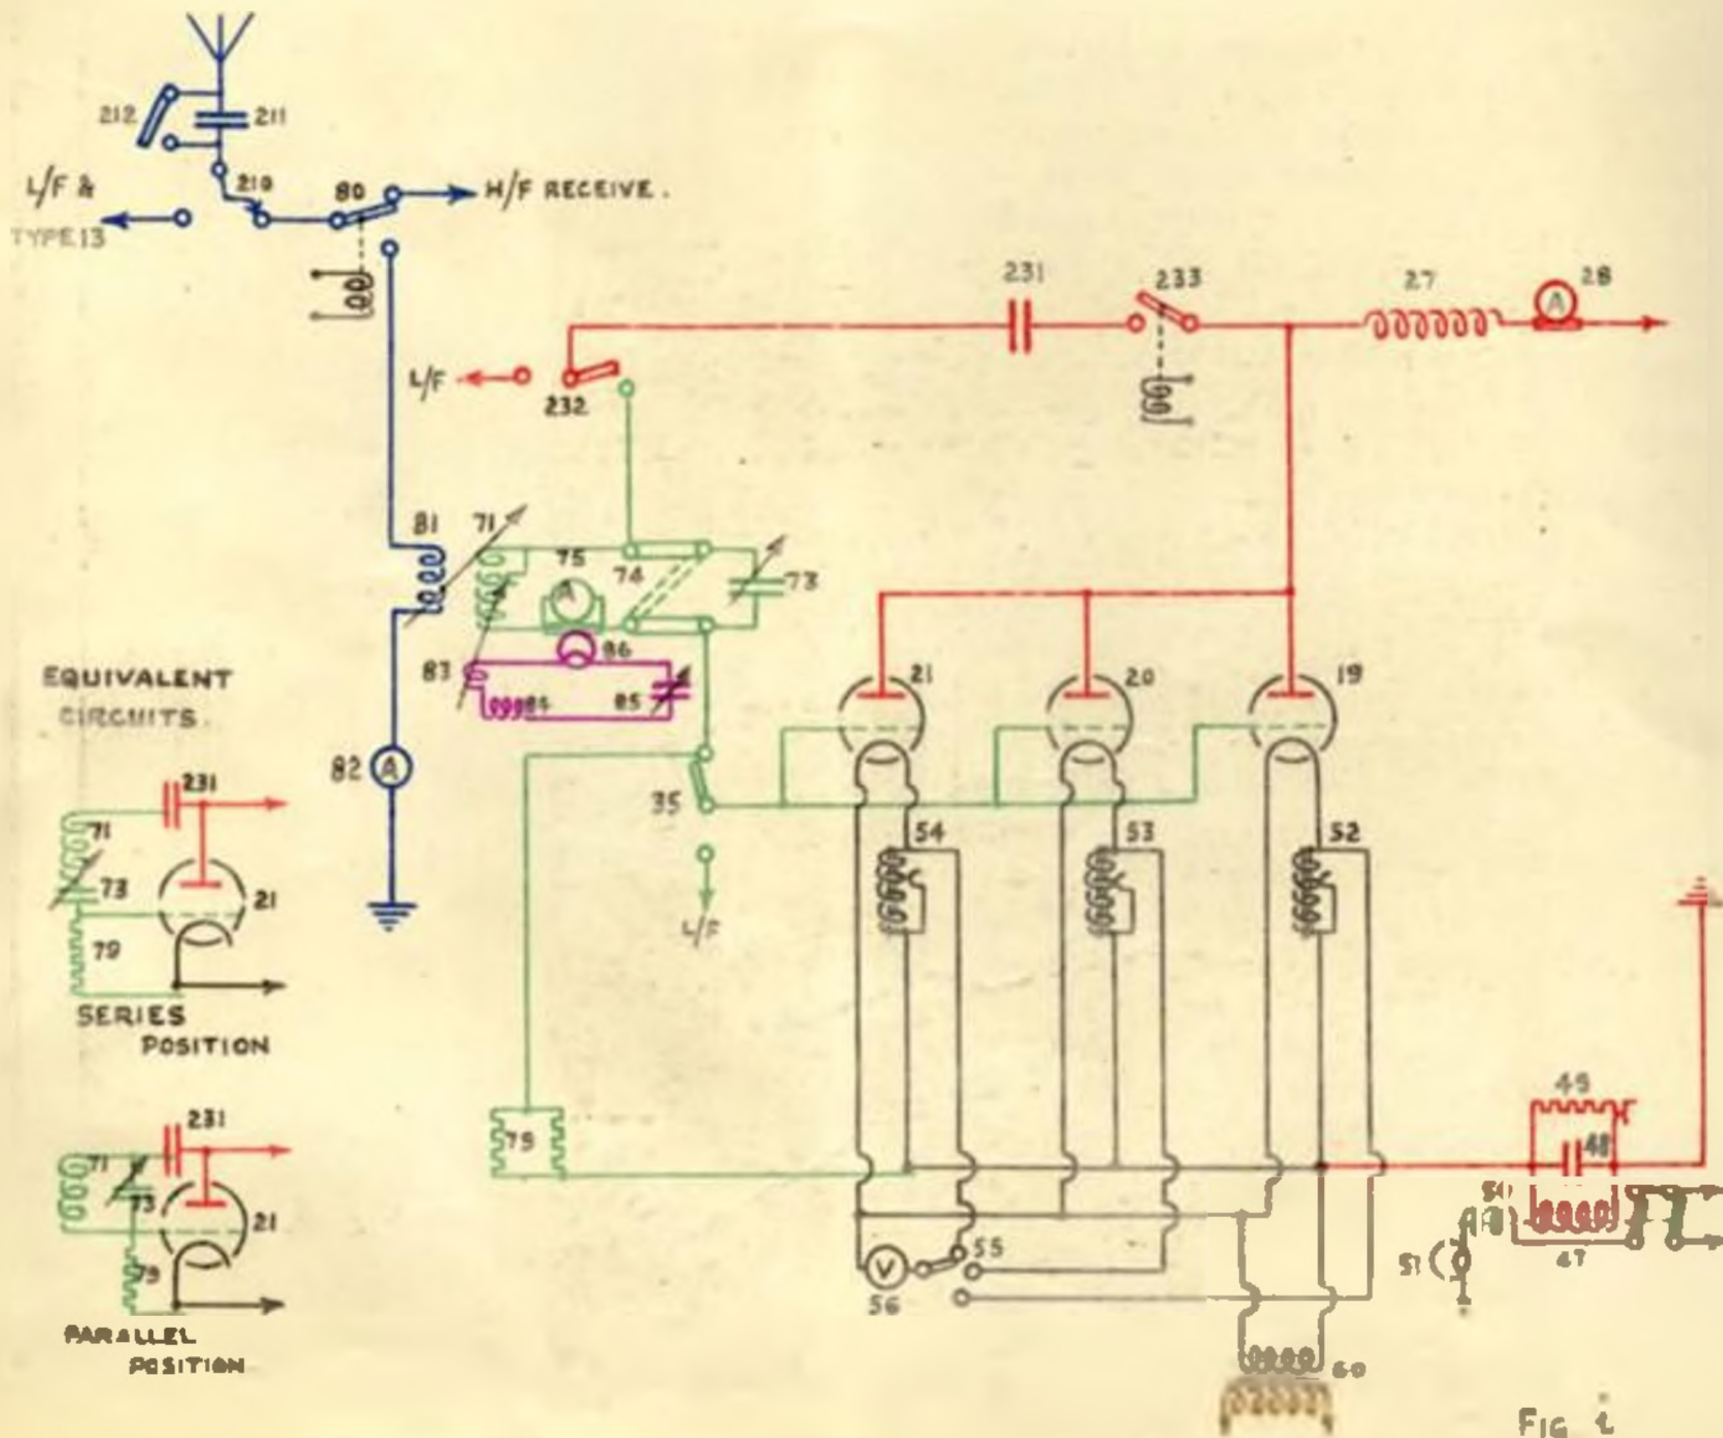 212
211
L/F &
210
80
H/F RECEIVE.
TYPE 13
231
233
27
28
A
L/F
232
81
71
75
74
73
A
83
86
84
85
21
20
19
EQUIVALENT
CIRCUITS.
82
A
35
231
71
73
21
79
54
53
52
L/F
SERIES
POSITION
49
48
231
71
73
21
79
79
47
55
V
56
PARALLEL
POSITION
60
FIG